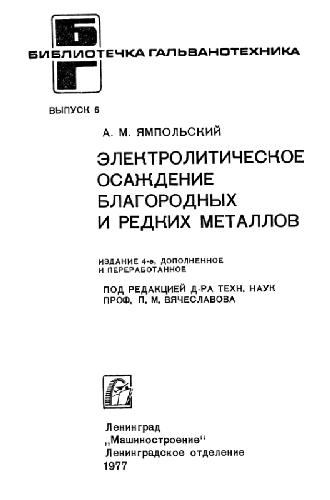 Б
БИБЛИОТЕЧКА ГАЛЬВАНОТЕХНИКА
Г
ВЫПУСК 6
А. М. ЯМПОЛЬСКИЙ
ЭЛЕКТРОЛИТИЧЕСКОЕ
ОСАЖДЕНИЕ
БЛАГОРОДНЫХ
И РЕДКИХ МЕТАЛЛОВ
ИЗДАНИЕ 4-е, ДОПОЛНЕННОЕ
И ПЕРЕРАБОТАННОЕ
ПОД РЕДАКЦИЕЙ Д-РА ТЕХН. НАУК
ПРОФ. П. М. ВЯЧЕСЛАВОВА
Ленинград
„Машиностроение"
Ленинградское отделение
1977